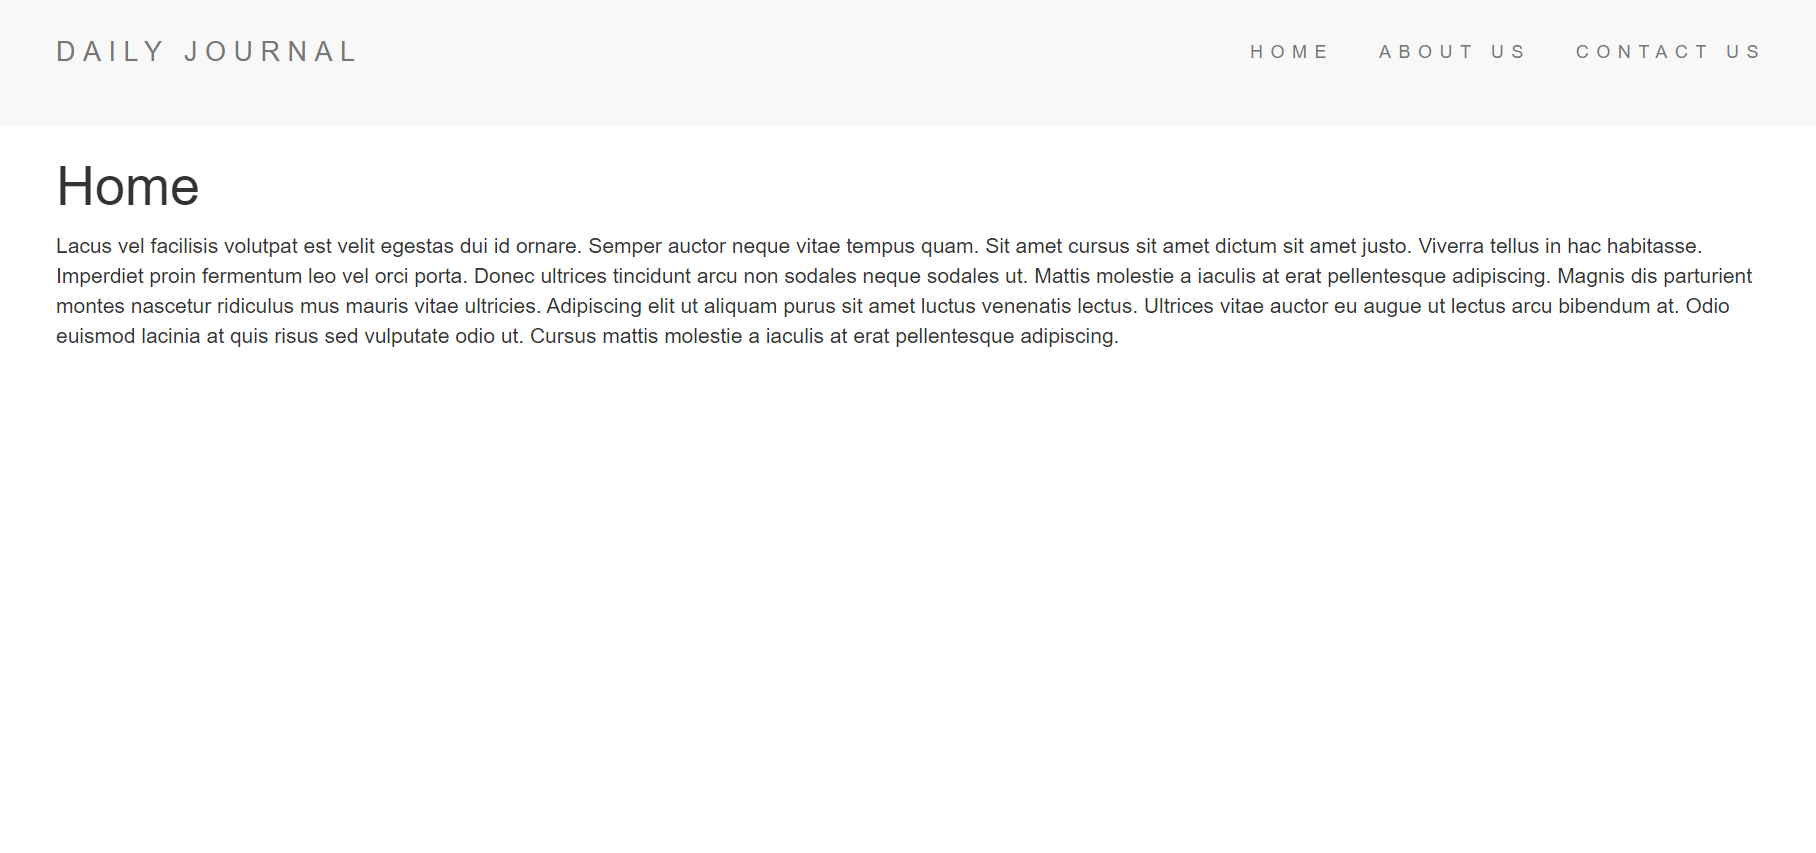 DAILY JOURNAL
HOME ABOUT US CONTACT US
Home
Lacus vel facilisis volutpat est velit egestas dui id ornare. Semper auctor neque vitae tempus quam. Sit amet cursus sit amet dictum sit amet justo. Viverra tellus in hac habitasse.
Imperdiet proin fermentum leo vel orci porta. Donec ultrices tincidunt arcu non sodales neque sodales ut. Mattis molestie a iaculis at erat pellentesque adipiscing. Magnis dis parturient
montes nascetur ridiculus mus mauris vitae ultricies. Adipiscing elit ut aliquam purus sit amet luctus venenatis lectus. Ultrices vitae auctor eu augue ut lectus arcu bibendum at. Odio
euismod lacinia at quis risus sed vulputate odio ut. Cursus mattis molestie a iaculis at erat pellentesque adipiscing.